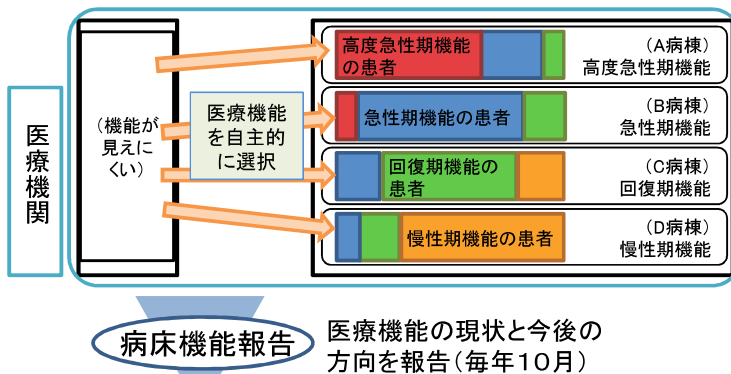 医療機関
(機能が
見えに
くい)
医療機能
を自主的
に選択
高度急性期機能
の患者
(A病棟)
高度急性期機能
急性期機能の患者
(B病棟)
急性期機能
回復期機能の
患者
(C病棟)
回復期機能
慢性期機能の患者
(D病棟)
慢性期機能
病床機能報告
医療機能の現状と今後の
方向を報告(毎年10月)